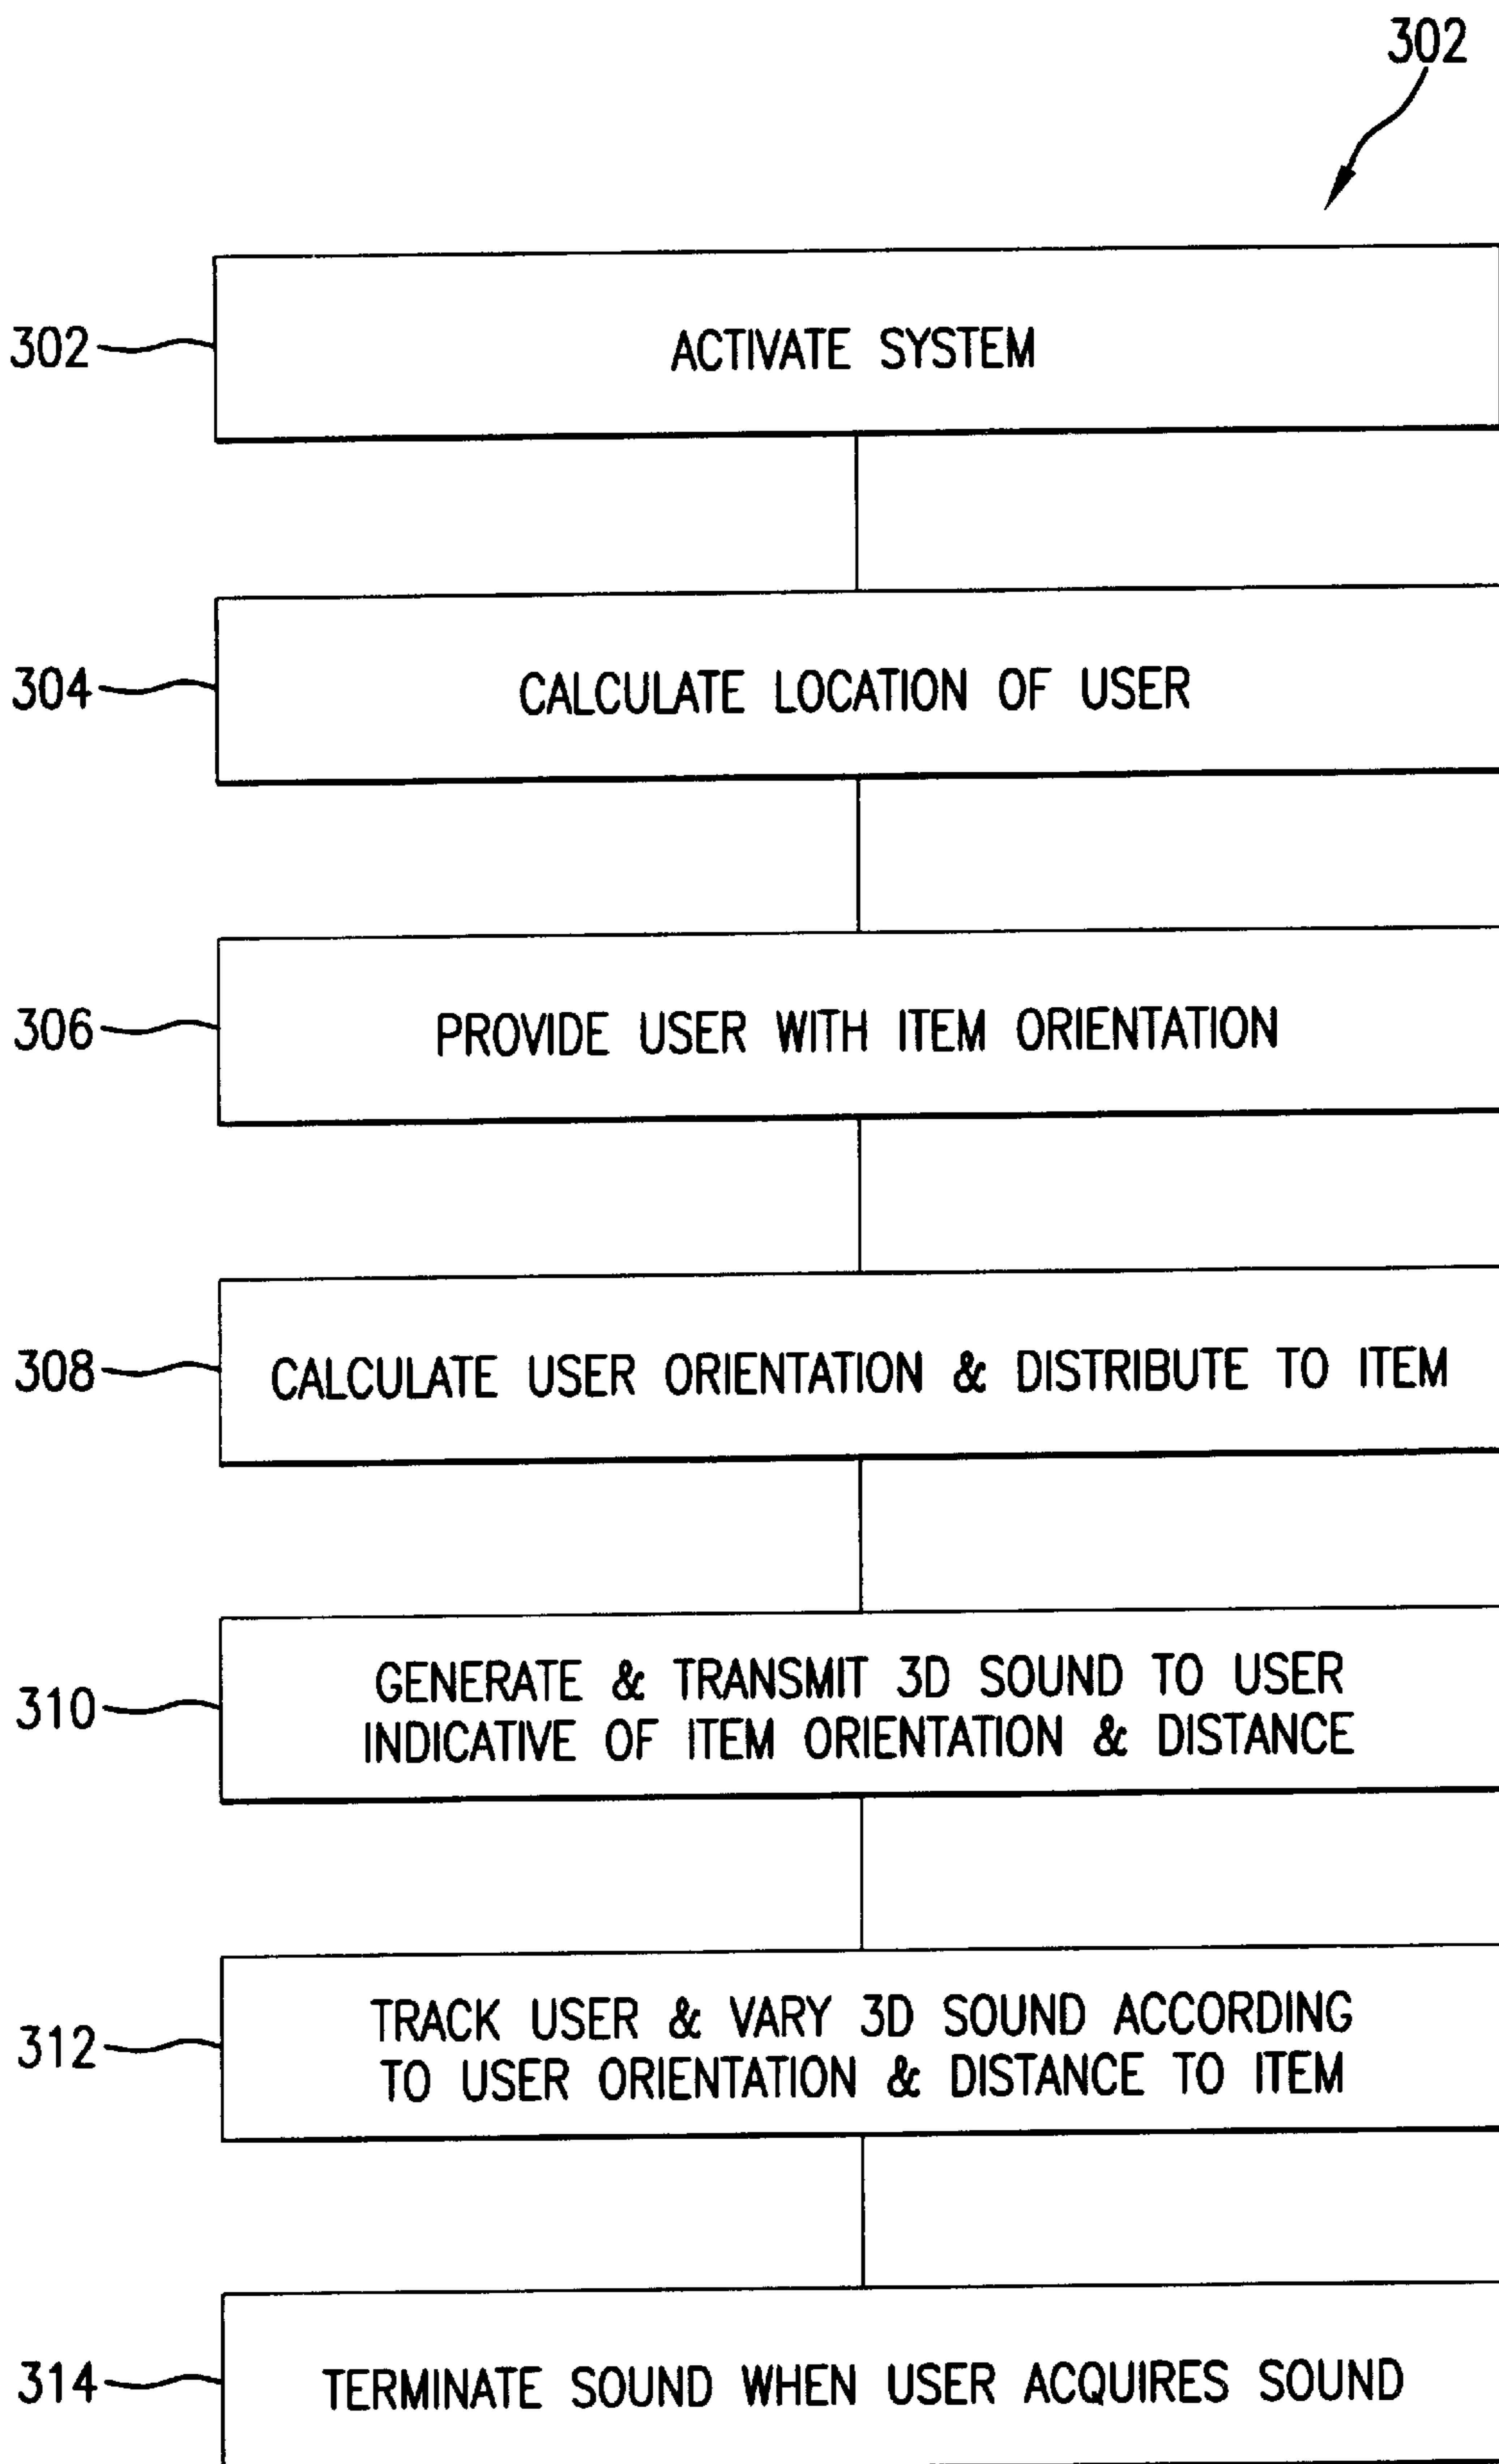 302
302
ACTIVATE SYSTEM
304
CALCULATE LOCATION OF USER
306
PROVIDE USER WITH ITEM ORIENTATION
308
CALCULATE USER ORIENTATION & DISTRIBUTE TO ITEM
310
GENERATE & TRANSMIT 3D SOUND TO USER
INDICATIVE OF ITEM ORIENTATION & DISTANCE
312
TRACK USER & VARY 3D SOUND ACCORDING
TO USER ORIENTATION & DISTANCE TO ITEM
314
TERMINATE SOUND WHEN USER ACQUIRES SOUND